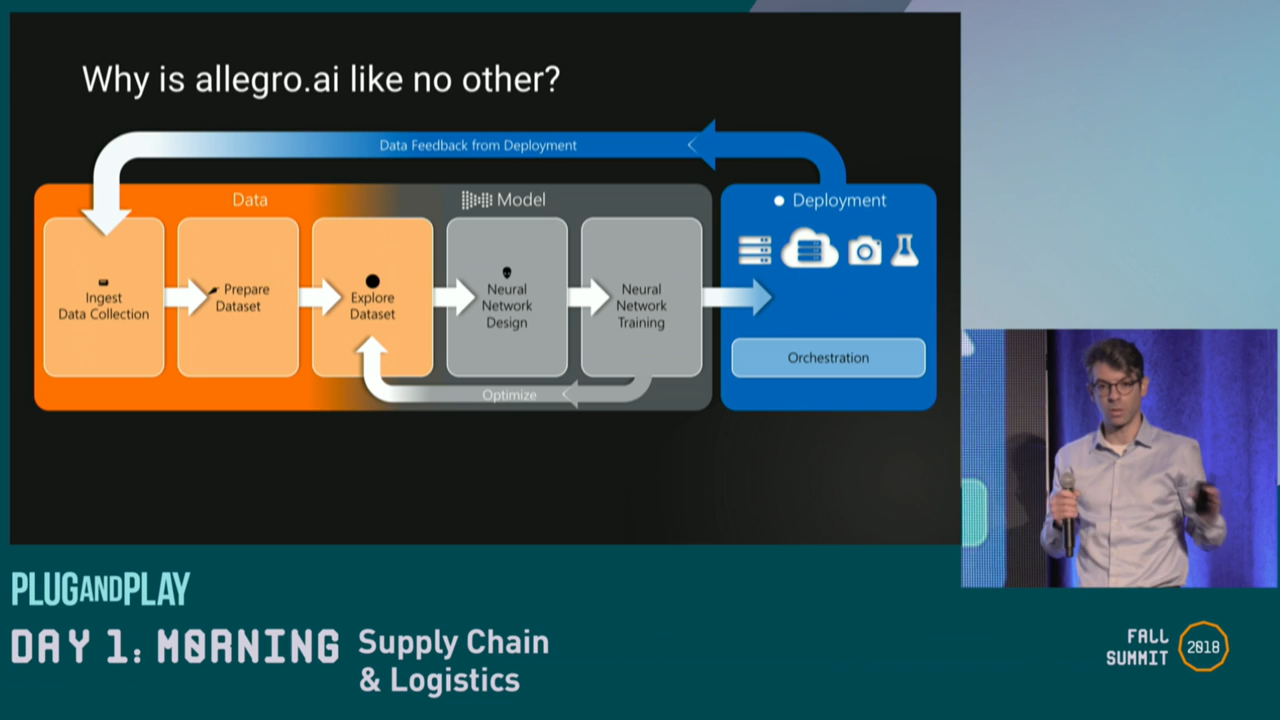 Why is allegro.ai like no other?
Data Feedback from Deployment
Data
Model
Deployment
Ingest
Data Collection
Prepare
Dataset
Explore
Dataset
Neural
Network
Design
Neural
Network
Training
Orchestration
Optimize
PLUGANDPLAY
DAY 1: MORNING
Supply Chain
& Logistics
FALL
SUMMIT
2018